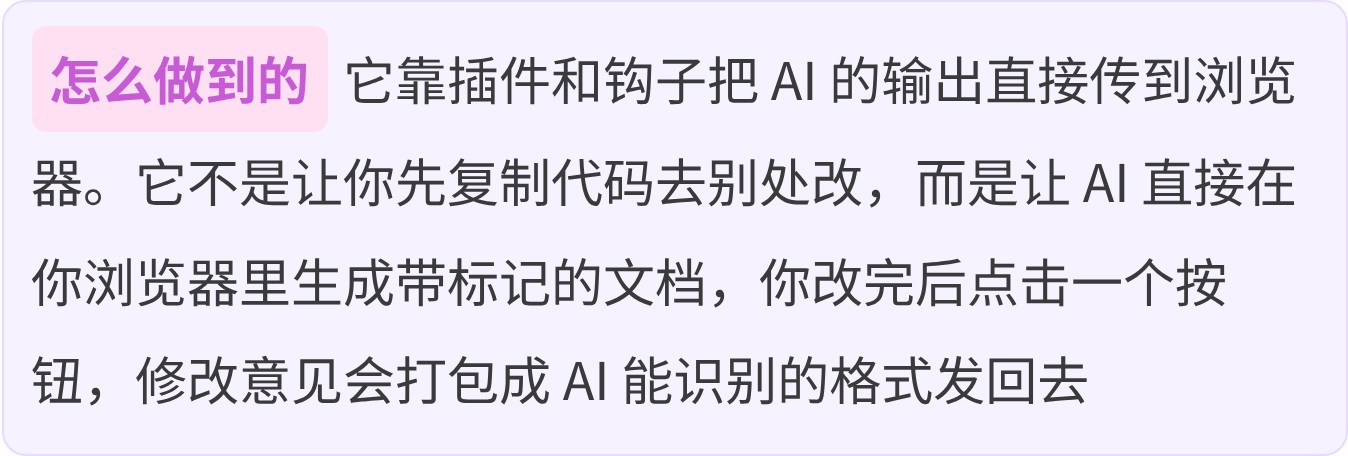 怎么做到的 它靠插件和钩子把 AI 的输出直接传到浏览
器。它不是让你先复制代码去别处改，而是让 AI 直接在
你浏览器里生成带标记的文档，你改完后点击一个按
钮，修改意见会打包成 AI 能识别的格式发回去